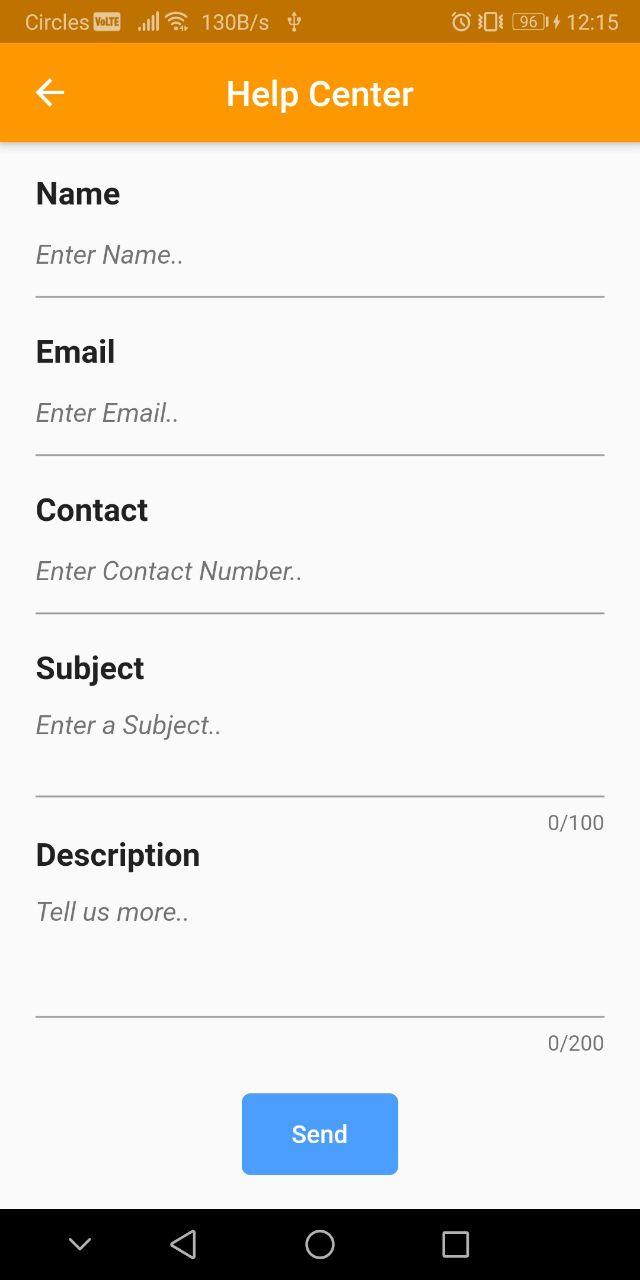 Circles VoLTE 130B/s 96 12:15
Help Center
Name
Enter Name..
Email
Enter Email..
Contact
Enter Contact Number..
Subject
Enter a Subject..
0/100
Description
Tell us more..
0/200
Send